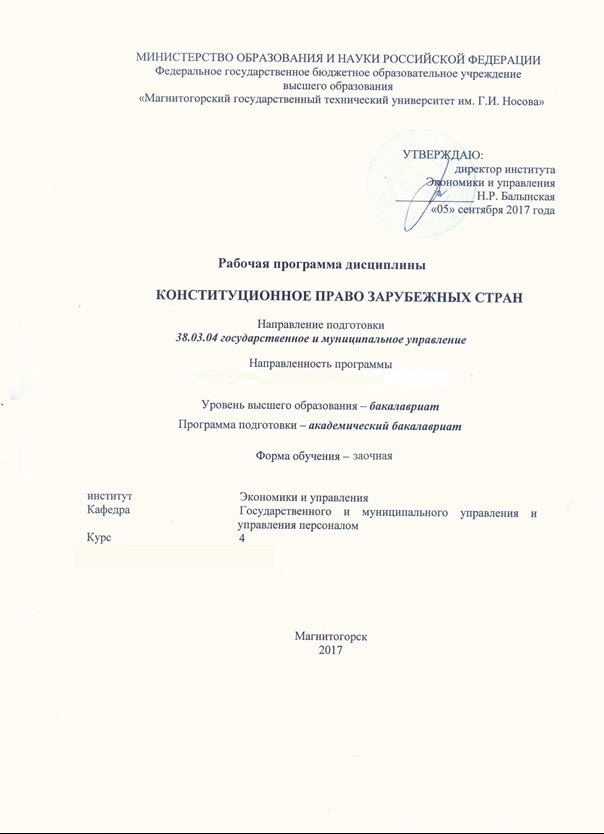 МИНИСТЕРСТВО ОБРАЗОВАНИЯ И НАУКИ РОССИЙСКОЙ ФЕДЕРАЦИИ
Федеральное государственное бюджетное образовательное учреждение
высшего образования
«Магнитогорский государственный технический университет им. Г.И. Носова»
УТВЕРЖДАЮ:
директор института
Экономики и управления
Н.Р. Балынская
«05» сентября 2017 года
Рабочая программа дисциплины
КОНСТИТУЦИОННОЕ ПРАВО ЗАРУБЕЖНЫХ СТРАН
Направление подготовки
38.03.04 государственное и муниципальное управление
Направленность программы
Уровень высшего образования – бакалавриат
Программа подготовки – академический бакалавриат
Форма обучения – заочная
институт Экономики и управления
Кафедра Государственного и муниципального управления и
управления персоналом
Курс 4
Магнитогорск
2017